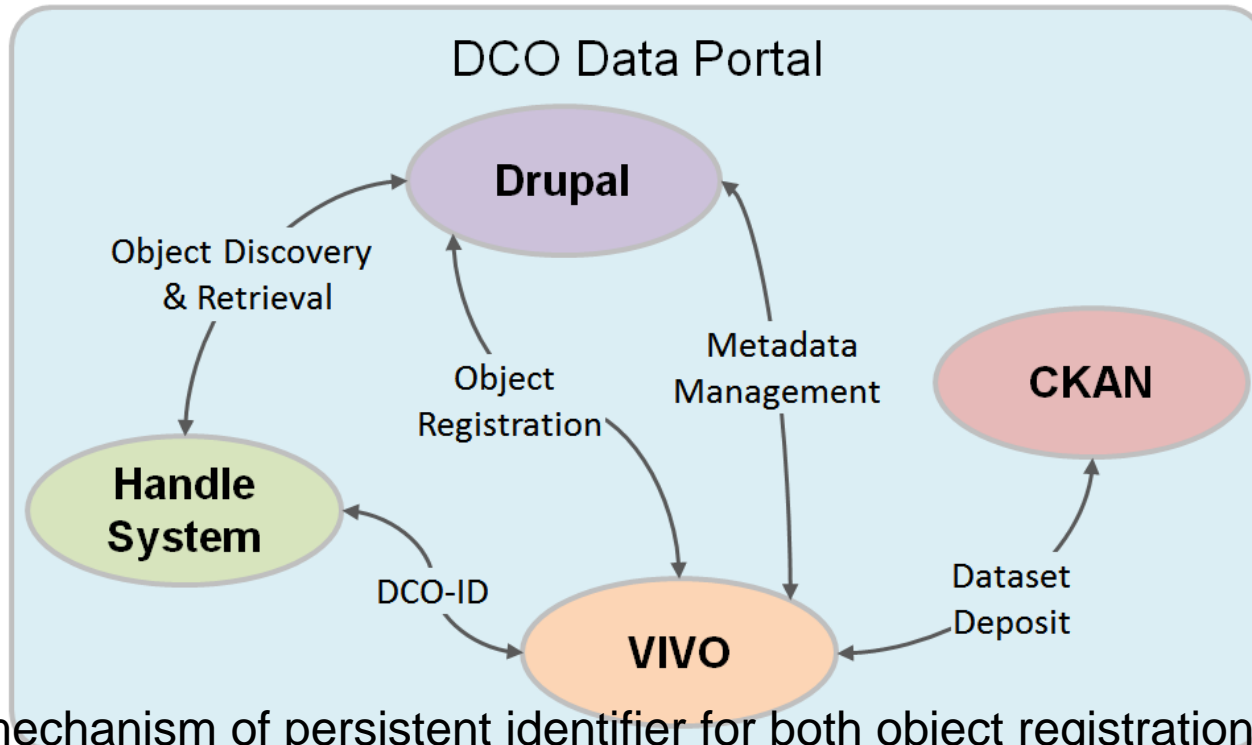 DCO Data Portal
Drupal
Object Discovery
& Retrieval
Metadata
Management
Object
Registration
CKAN
Handle
System
DCO-ID
Dataset
Deposit
VIVO
mechanism of persistent identifier for both object registration